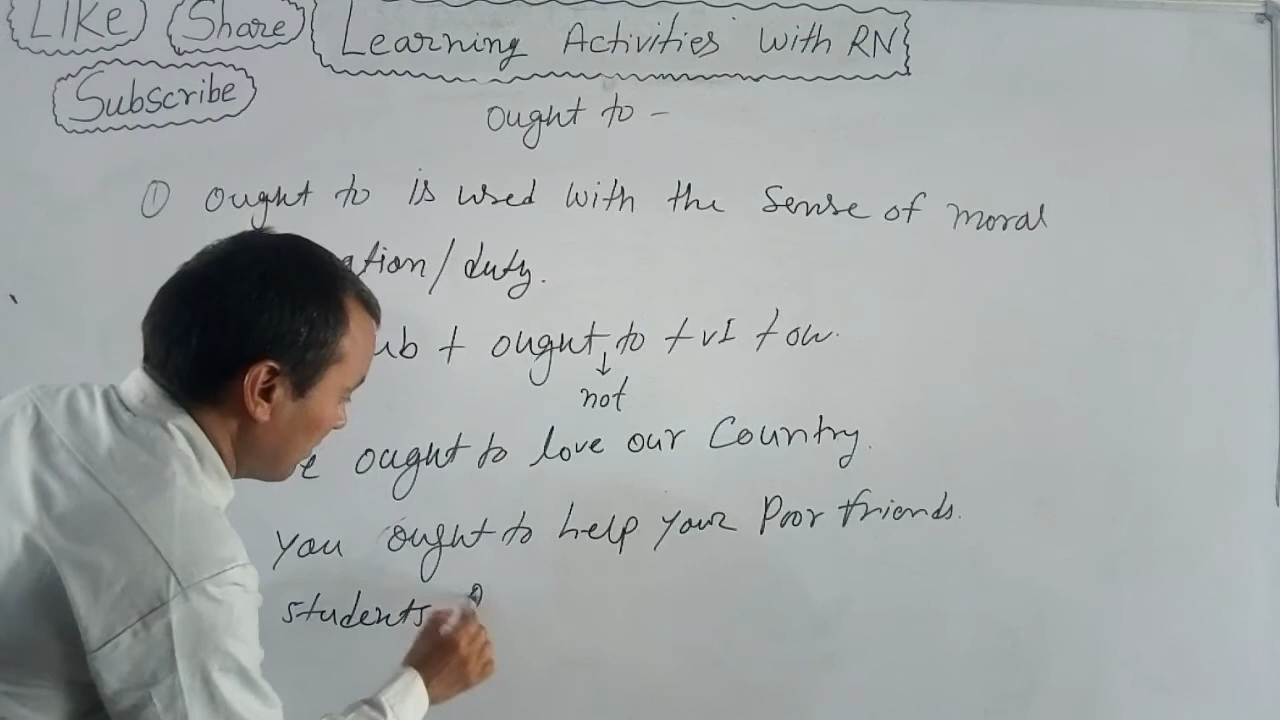 Like Share Learning Activities with RN
Subscribe
ought to -
① ought to is used with the sense of moral
ation/duty.
ub + ought to + v1 + ow.
not
e ought to love our Country.
You ought to help your Poor friends.
students